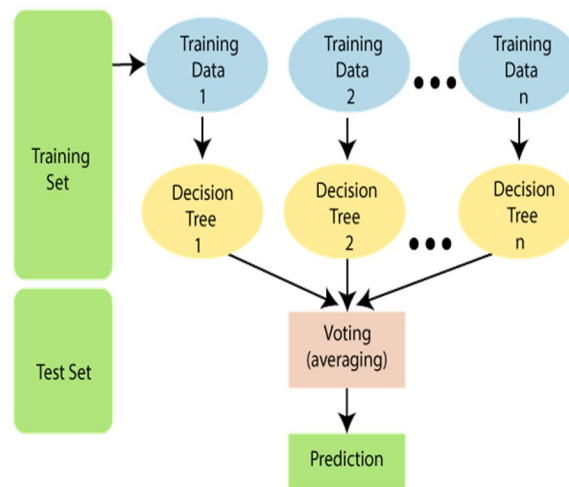 Training
Data
1
Training
Data
2
Training
Data
n
Training
Set
Decision
Tree
1
Decision
Tree
2
Decision
Tree
n
Test Set
Voting
(averaging)
Prediction